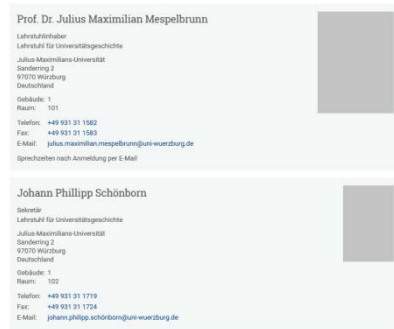 Prof. Dr. Julius Maximilian Mespelbrunn
Lehrstuhlinhaber
Lehrstuhl für Universitätsgeschichte
Julius-Maximilians-Universität
Sanderring 2
97070 Würzburg
Deutschland
Gebäude: 1
Raum: 101
Telefon: +49 931 31 1582
Fax: +49 931 31 1583
E-Mail: julius.maximilian.mespelbrunn@uni-wuerzburg.de
Sprechzeiten nach Anmeldung per E-Mail
Johann Phillipp Schönborn
Sekretär
Lehrstuhl für Universitätsgeschichte
Julius-Maximilians-Universität
Sanderring 2
97070 Würzburg
Deutschland
Gebäude: 1
Raum: 102
Telefon: +49 931 31 1719
Fax: +49 931 31 1724
E-Mail: johann.philipp.schönborn@uni-wuerzburg.de